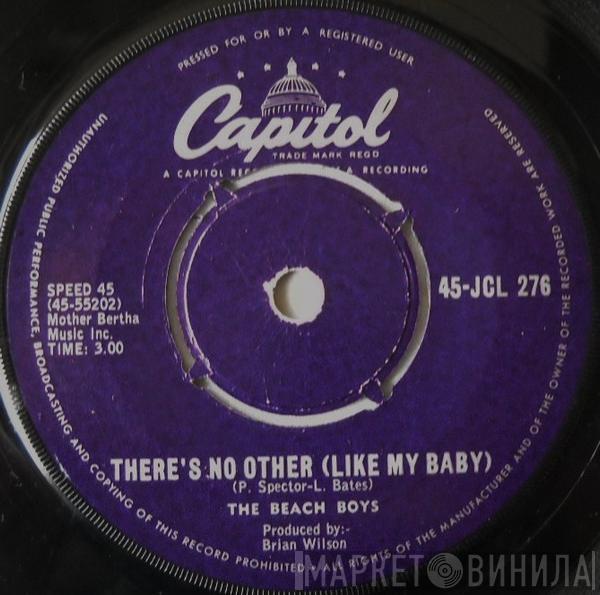 PRESSED FOR OR BY A REGISTERED USER
Capitol
TRADE MARK REGD
A CAPITOL A. RECORDING
UNAUTHORIZED PUBLIC PERFORMANCE, BROADCASTING AND COPYING OF THIS RECORD PROHIBITED • ALL RIGHTS OF THE MANUFACTURER AND OF THE OWNER OF THE RECORDED WORK ARE RESERVED
SPEED 45
(45-55202)
Mother Bertha
Music Inc.
TIME: 3.00
45-JCL 276
THERE'S NO OTHER (LIKE MY BABY)
(P. Spector-L. Bates)
THE BEACH BOYS
Produced by:-
Brian Wilson
МАРКЕТ ВИНИЛА